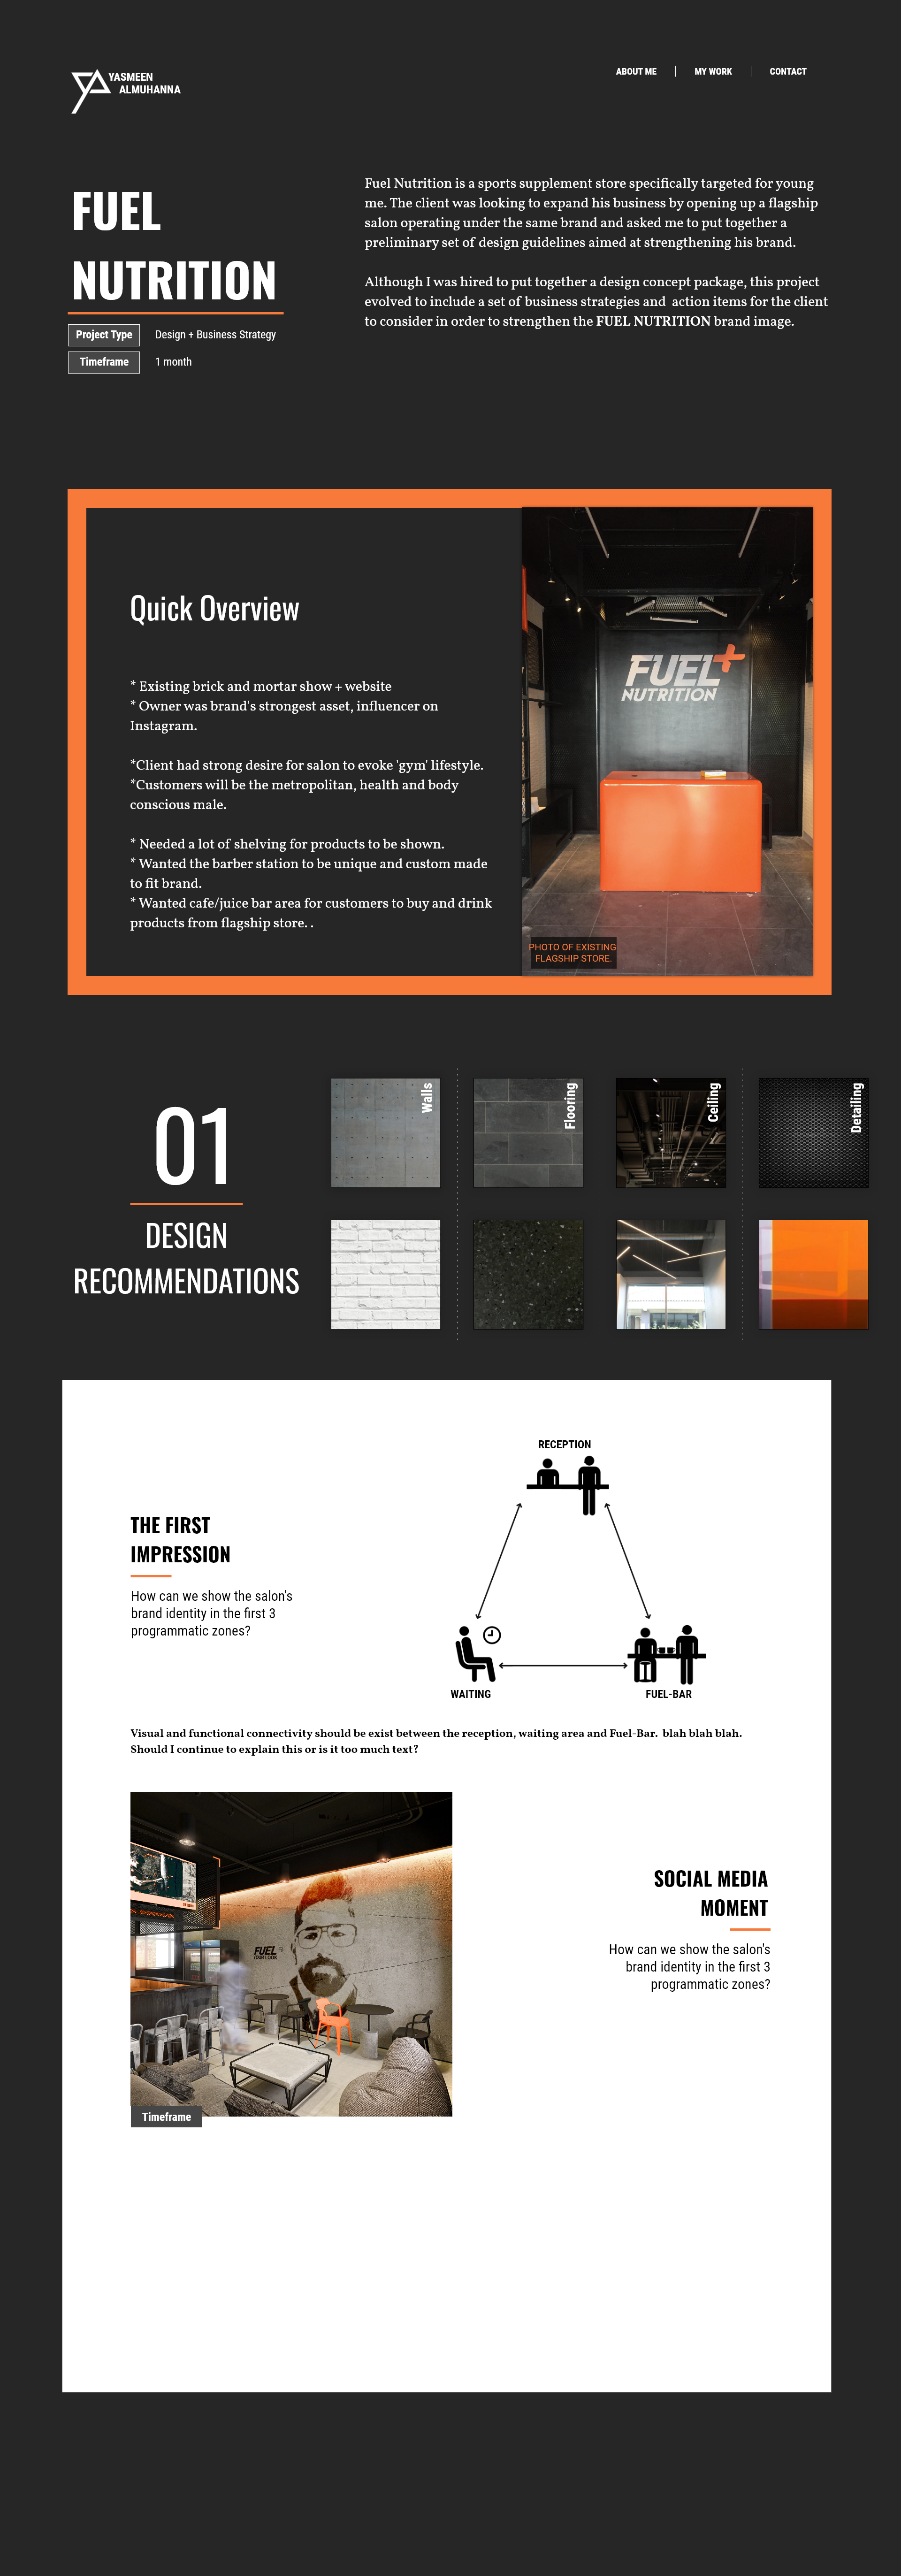 YASMEEN
ALMUHANNA
ABOUT ME
MY WORK
CONTACT
FUEL
NUTRITION
Project Type
Design + Business Strategy
Timeframe
1 month
Fuel Nutrition is a sports supplement store specifically targeted for young
me. The client was looking to expand his business by opening up a flagship
salon operating under the same brand and asked me to put together a
preliminary set of design guidelines aimed at strengthening his brand.
Although I was hired to put together a design concept package, this project
evolved to include a set of business strategies and  action items for the client
to consider in order to strengthen the FUEL NUTRITION brand image.
Quick Overview
* Existing brick and mortar show + website
* Owner was brand's strongest asset, influencer on
Instagram.
*Client had strong desire for salon to evoke 'gym' lifestyle.
*Customers will be the metropolitan, health and body
conscious male.
* Needed a lot of shelving for products to be shown.
* Wanted the barber station to be unique and custom made
to fit brand.
* Wanted cafe/juice bar area for customers to buy and drink
products from flagship store. .
FUEL+
NUTRITION
PHOTO OF EXISTING
FLAGSHIP STORE.
01
DESIGN
RECOMMENDATIONS
Walls
Flooring
Ceiling
Detailing
THE FIRST
IMPRESSION
How can we show the salon's
brand identity in the first 3
programmatic zones?
RECEPTION
WAITING
FUEL-BAR
Visual and functional connectivity should be exist between the reception, waiting area and Fuel-Bar.  blah blah blah.
Should I continue to explain this or is it too much text?
FUEL
YOUR LOOK
Timeframe
SOCIAL MEDIA
MOMENT
How can we show the salon's
brand identity in the first 3
programmatic zones?